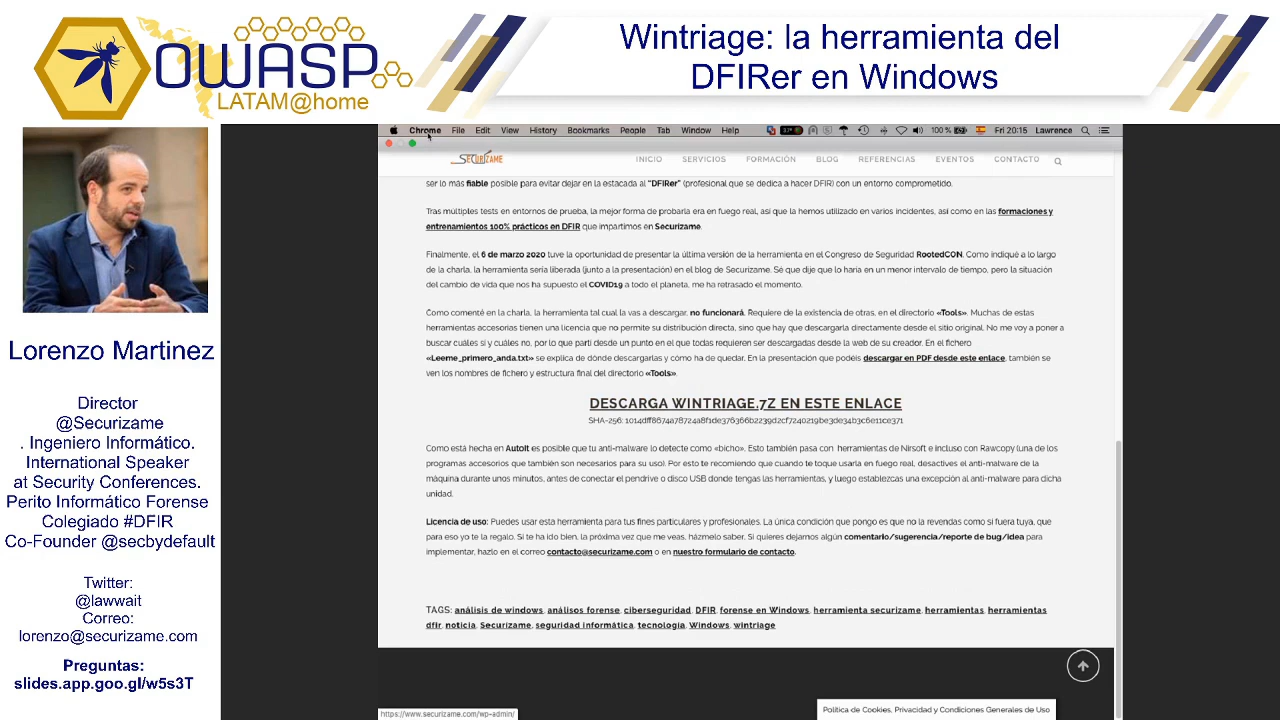 OWASP
LATAM@home
Wintriage: la herramienta del
DFIRer en Windows
Lorenzo Martinez
Director
@Securizame
. Ingeniero Informático.
International Speaker
at Security Conferences.
Perito Informático Forense
Colegiado #DFIR
Co-Founder @secbydefault
Twitter:
@lawwait
Correo:
lorenzo@securizame.com
Preguntas:
slides.app.goo.gl/w5s3T
Chrome File Edit View History Bookmarks People Tab Window Help 100 % Fri 20:15 Lawrence
SECURIZAME INICIO SERVICIOS FORMACIÓN BLOG REFERENCIAS EVENTOS CONTACTO
ser lo más fiable posible para evitar dejar en la estacada al "DFIRer" (profesional que se dedica a hacer DFIR) con un entorno comprometido.
Tras múltiples tests en entornos de prueba, la mejor forma de probarla era en fuego real, así que la hemos utilizado en varios incidentes, así como en las formaciones y
entrenamientos 100% prácticos en DFIR que impartimos en Securizame.
Finalmente, el 6 de marzo 2020 tuve la oportunidad de presentar la última versión de la herramienta en el Congreso de Seguridad RootedCON. Como indiqué a lo largo
de la charla, la herramienta sería liberada (junto a la presentación) en el blog de Securizame. Sé que dije que lo haría en un menor intervalo de tiempo, pero la situación
del cambio de vida que nos ha supuesto el COVID19 a todo el planeta, me ha retrasado el momento.
Como comenté en la charla, la herramienta tal cual la vas a descargar, no funcionará. Requiere de la existencia de otras, en el directorio «Tools». Muchas de estas
herramientas accesorias tienen una licencia que no permite su distribución directa, sino que hay que descargarla directamente desde el sitio original. No me voy a poner a
buscar cuáles sí y cuáles no, por lo que partí desde un punto en el que todas requieren ser descargadas desde la web de su creador. En el fichero
«Leeme_primero_anda.txt» se explica de dónde descargarlas y cómo ha de quedar. En la presentación que podéis descargar en PDF desde este enlace, también se
ven los nombres de fichero y estructura final del directorio «Tools».
DESCARGA WINTRIAGE.7Z EN ESTE ENLACE
SHA-256: 1014dff8674a78724a8f1de376366b2239d2cf7240219be3de34b3c6e11ce371
Como está hecha en AutoIt es posible que tu anti-malware lo detecte como «bicho». Esto también pasa con herramientas de Nirsoft e incluso con Rawcopy (una de los
programas accesorios que también son necesarios para su uso). Por esto te recomiendo que cuando te toque usarla en fuego real, desactives el anti-malware de la
máquina durante unos minutos, antes de conectar el pendrive o disco USB donde tengas las herramientas, y luego establezcas una excepción al anti-malware para dicha
unidad.
Licencia de uso: Puedes usar esta herramienta para tus fines particulares y profesionales. La única condición que pongo es que no la revendas como si fuera tuya, que
para eso yo te la regalo. Si te ha ido bien, la próxima vez que me veas, házmelo saber. Si quieres dejarnos algún comentario/sugerencia/reporte de bug/idea para
implementar, hazlo en el correo contacto@securizame.com o en nuestro formulario de contacto.
TAGS: análisis de windows, análisos forense, ciberseguridad, DFIR, forense en Windows, herramienta securizame, herramientas, herramientas
dfir, noticia, Securizame, seguridad informática, tecnología, Windows, wintriage
https://www.securizame.com/wp-admin/
Política de Cookies, Privacidad y Condiciones Generales de Uso